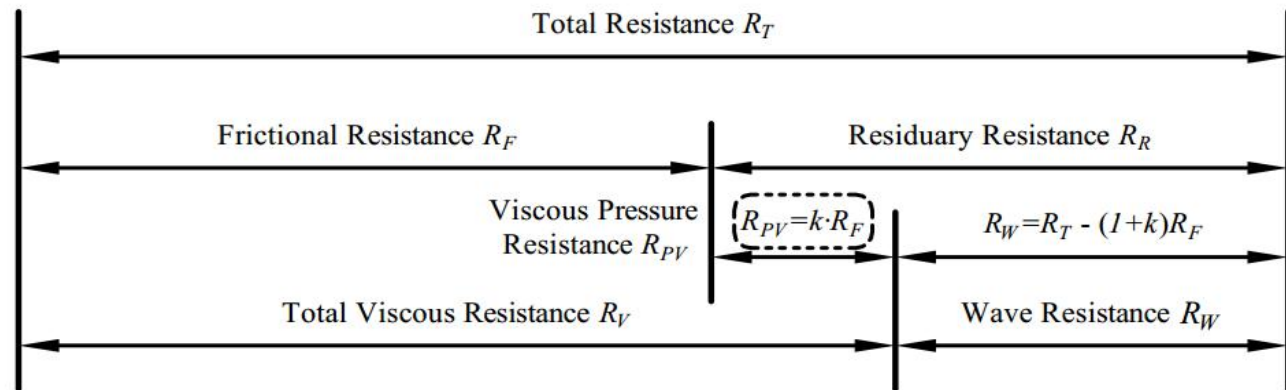 Total Resistance R_T
Frictional Resistance R_F
Residuary Resistance R_R
Viscous Pressure
Resistance R_PV
R_PV=k·R_F
R_W=R_T - (1+k)R_F
Total Viscous Resistance R_V
Wave Resistance R_W